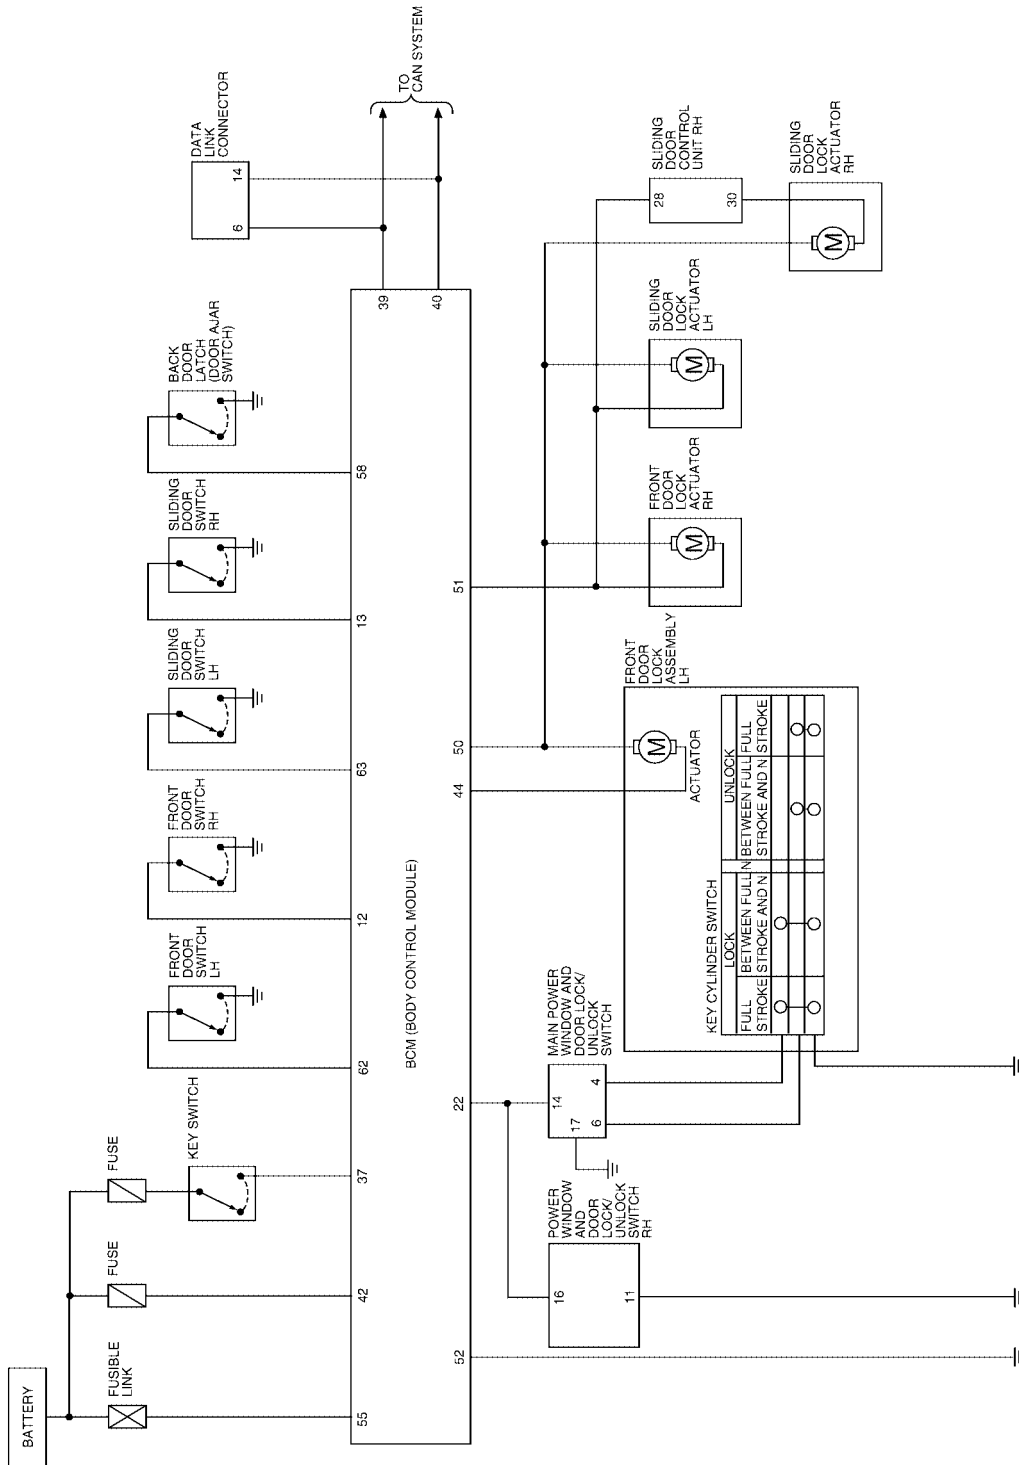 BATTERY
FUSIBLE
LINK
FUSE
FUSE
KEY SWITCH
FRONT
DOOR
SWITCH
LH
FRONT
DOOR
SWITCH
RH
SLIDING
DOOR
SWITCH
LH
SLIDING
DOOR
SWITCH
RH
BACK
DOOR
LATCH
(DOOR AJAR
SWITCH)
DATA
LINK
CONNECTOR
6
14
TO
CAN SYSTEM
55
42
37
62
12
63
13
58
39
40
BCM (BODY CONTROL MODULE)
52
22
44
50
51
POWER
WINDOW
AND
DOOR
LOCK/
UNLOCK
SWITCH
RH
16
11
MAIN POWER
WINDOW AND
DOOR LOCK/
UNLOCK
SWITCH
14
17
6
4
FRONT
DOOR
LOCK
ASSEMBLY
LH
ACTUATOR
KEY CYLINDER SWITCH
LOCK
UNLOCK
FULL
STROKE
BETWEEN FULL
STROKE AND N
N
BETWEEN FULL
STROKE AND N
FULL
STROKE
M
FRONT
DOOR
LOCK
ACTUATOR
RH
M
SLIDING
DOOR
LOCK
ACTUATOR
LH
M
SLIDING
DOOR
CONTROL
UNIT RH
28
30
SLIDING
DOOR
LOCK
ACTUATOR
RH
M